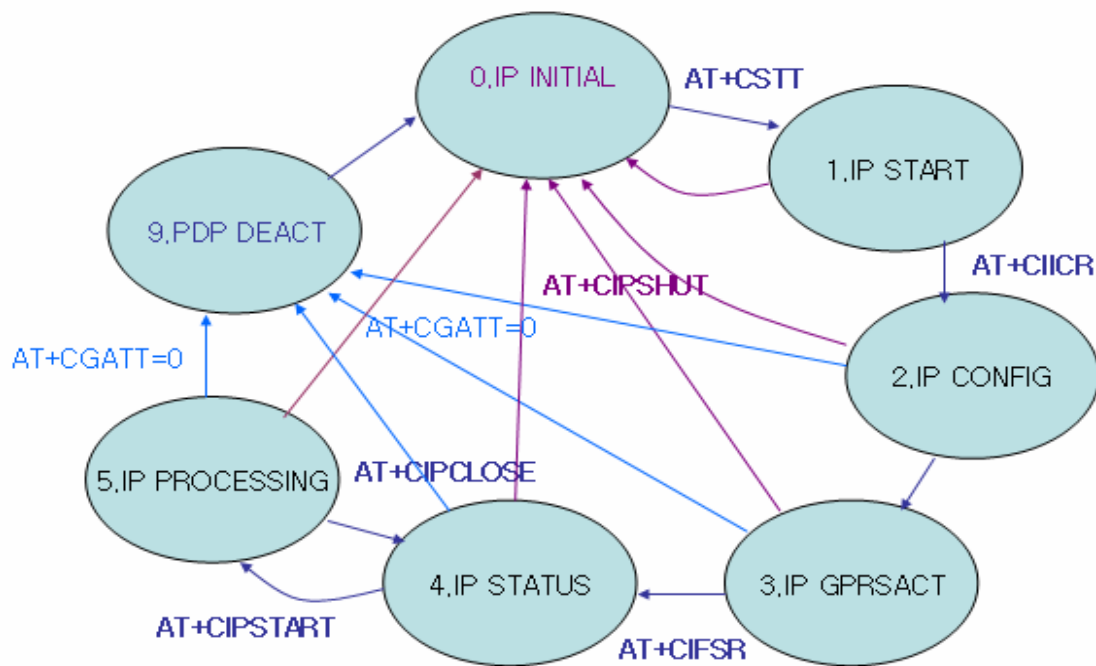 0,IP INITIAL
AT+CSTT
1,IP START
9,PDP DEACT
AT+CIICR
AT+CIPSHUT
AT+CGATT=0
AT+CGATT=0
2,IP CONFIG
5,IP PROCESSING
AT+CIPCLOSE
4,IP STATUS
3,IP GPRSACT
AT+CIPSTART
AT+CIFSR